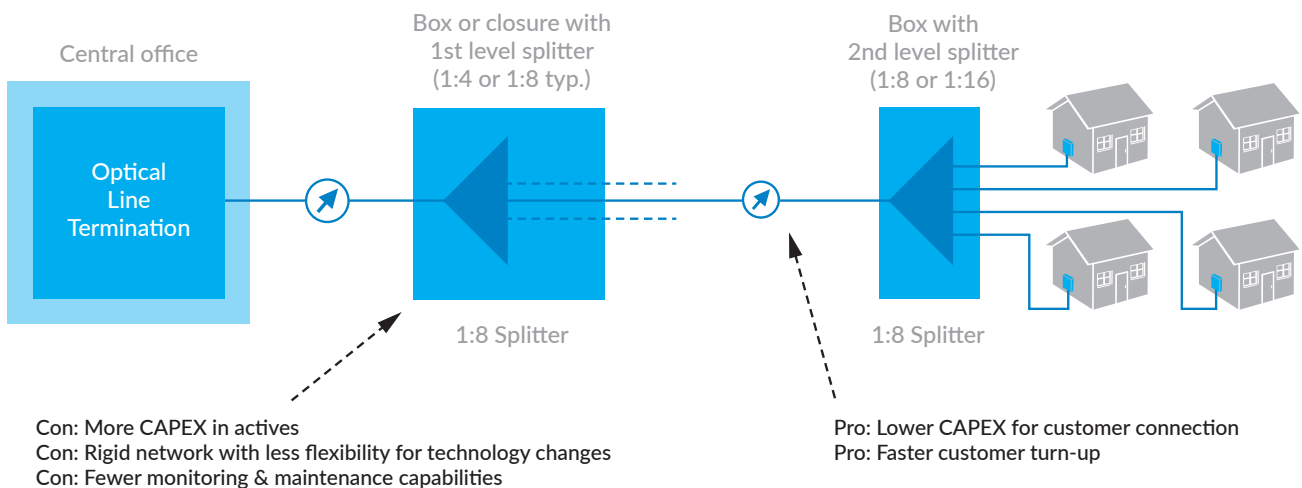 Central office
Box or closure with
1st level splitter
(1:4 or 1:8 typ.)
Box with
2nd level splitter
(1:8 or 1:16)
Optical
Line
Termination
1:8 Splitter
1:8 Splitter
Con: More CAPEX in actives
Con: Rigid network with less flexibility for technology changes
Con: Fewer monitoring & maintenance capabilities
Pro: Lower CAPEX for customer connection
Pro: Faster customer turn-up